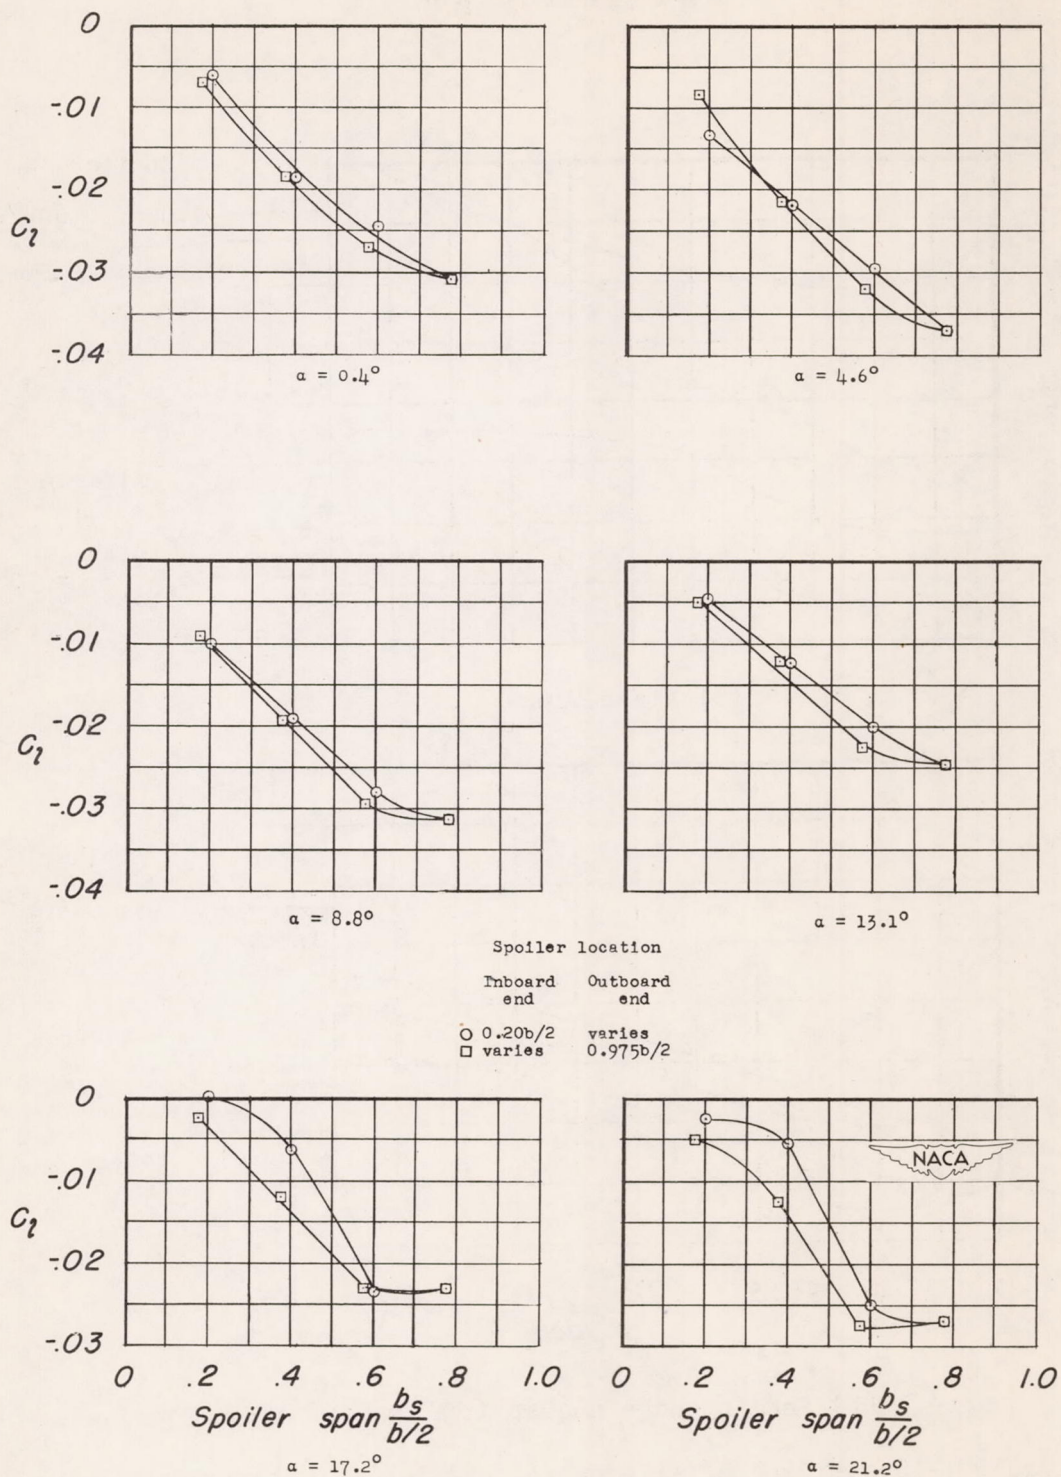 0
-.01
-.02
C_l
-.03
-.04
α = 0.4°
α = 4.6°
0
-.01
-.02
C_l
-.03
-.04
α = 8.8°
α = 13.1°
Spoiler location
Inboard Outboard
end end
○ 0.20b/2 varies
□ varies 0.975b/2
0
-.01
C_l
-.02
-.03
NACA
0 .2 .4 .6 .8 1.0
0 .2 .4 .6 .8 1.0
Spoiler span b_s
b/2
Spoiler span b_s
b/2
α = 17.2°
α = 21.2°